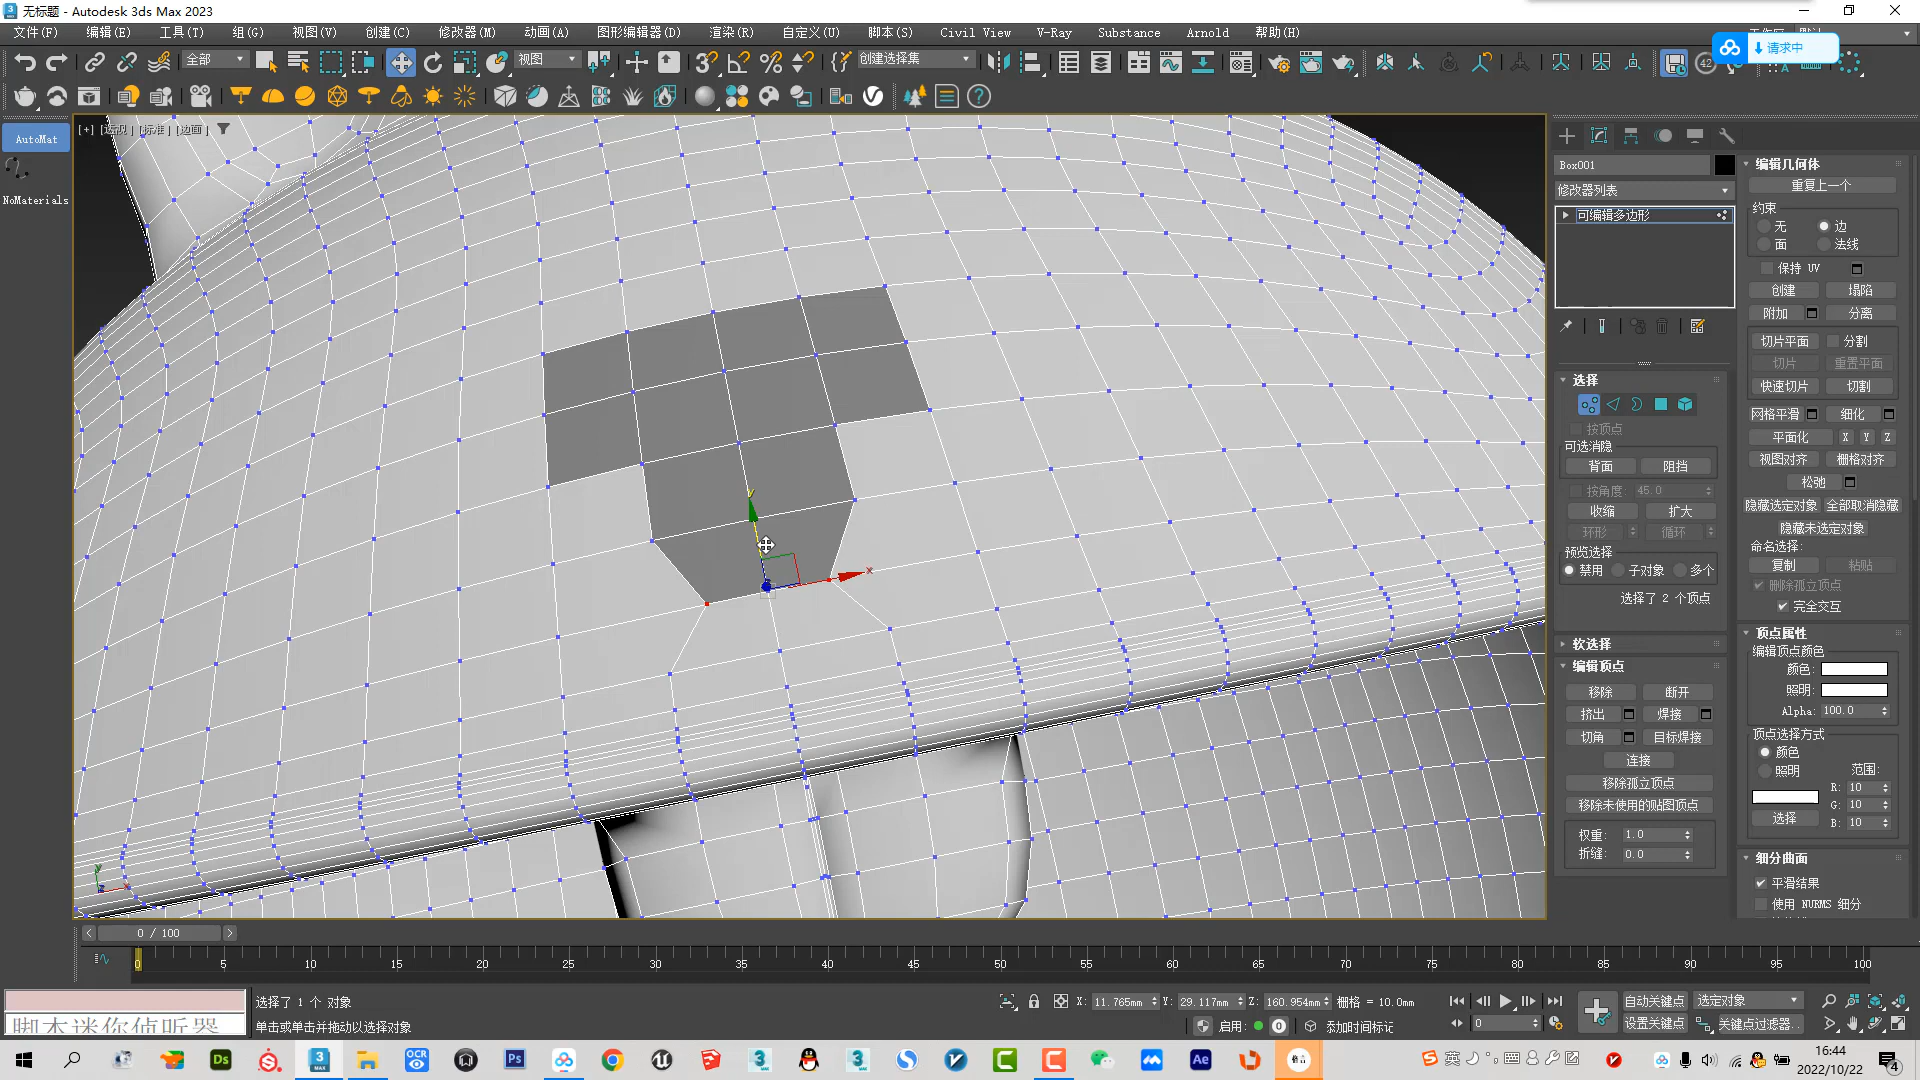 无标题 - Autodesk 3ds Max 2023
文件(F) 编辑(E) 工具(T) 组(G) 视图(V) 创建(C) 修改器(M) 动画(A) 图形编辑器(D) 渲染(R) 自定义(U) 脚本(S) Civil View V-Ray Substance Arnold 帮助(H)
请求中
全部 视图 创建选择集
AutoMat
NoMaterials
[+] [透视] [标准] [边面]
Box001
修改器列表
可编辑多边形
选择
按顶点
可选消隐
背面 阻挡
按角度: 45.0
收缩 扩大
环形 循环
预览选择
禁用 子对象 多个
选择了 2 个顶点
软选择
编辑顶点
移除 断开
挤出 焊接
切角 目标焊接
连接
移除孤立顶点
移除未使用的贴图顶点
权重: 1.0
折缝: 0.0
编辑几何体
重复上一个
约束
无 边
面 法线
保持 UV
创建 塌陷
附加 分离
切片平面 分割
切片 重置平面
快速切片 切割
网格平滑 细化
平面化 X Y Z
视图对齐 栅格对齐
松弛
隐藏选定对象 全部取消隐藏
隐藏未选定对象
命名选择:
复制 粘贴
删除孤立顶点
完全交互
顶点属性
编辑顶点颜色
颜色:
照明:
Alpha: 100.0
顶点选择方式
颜色
照明 范围:
R: 10
G: 10
选择 B: 10
细分曲面
平滑结果
使用 NURMS 细分
0 / 100
0 5 10 15 20 25 30 35 40 45 50 55 60 65 70 75 80 85 90 95 100
选择了 1 个 对象
X: 11.765mm Y: 29.117mm Z: 160.954mm 栅格 = 10.0mm
自动关键点 选定对象
脚本迷你侦听器
单击或单击并拖动以选择对象
启用: 添加时间标记
0
设置关键点 关键点过滤器...
英
16:44
2022/10/22